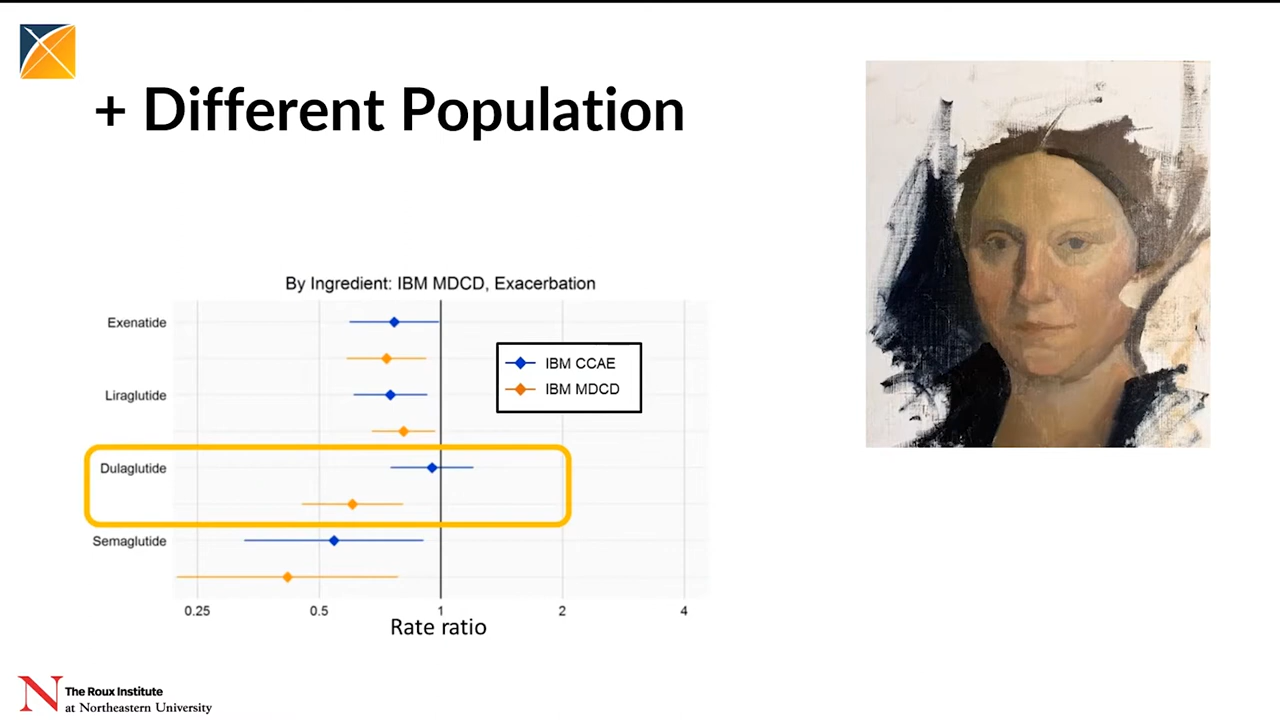 + Different Population
By Ingredient: IBM MDCD, Exacerbation
Exenatide
Liraglutide
Dulaglutide
Semaglutide
IBM CCAE
IBM MDCD
0.25 0.5 1 2 4
Rate ratio
N The Roux Institute
at Northeastern University